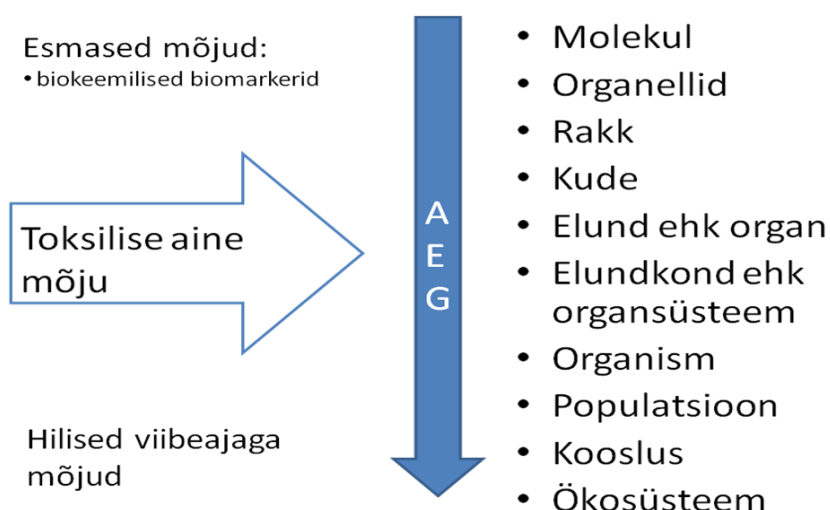 Esmased mõjud:
• biokeemilised biomarkerid
Toksilise aine
mõju
Hilised viibeajaga
mõjud
A
E
G
• Molekul
• Organellid
• Rakk
• Kude
• Elund ehk organ
• Elundkond ehk
organsüsteem
• Organism
• Populatsioon
• Kooslus
• Ökosüsteem